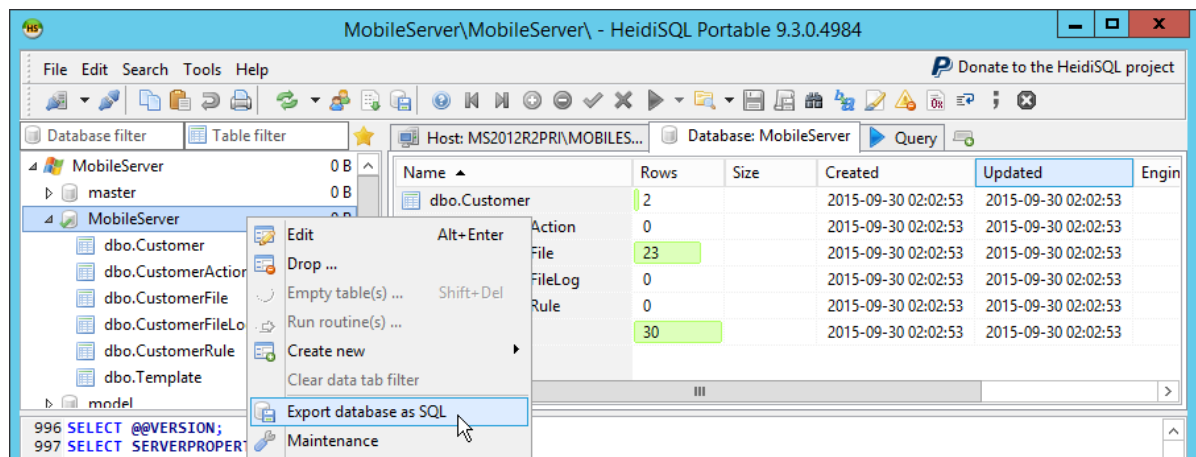 HS
MobileServer\MobileServer\ - HeidiSQL Portable 9.3.0.4984
File Edit Search Tools Help
Donate to the HeidiSQL project
Database filter
Table filter
Host: MS2012R2PRI\MOBILES...
Database: MobileServer
Query
MobileServer 0 B
master 0 B
MobileServer
dbo.Customer
dbo.CustomerAction
dbo.CustomerFile
dbo.CustomerFileLo
dbo.CustomerRule
dbo.Template
model
Name Rows Size Created Updated Engin
dbo.Customer 2 2015-09-30 02:02:53 2015-09-30 02:02:53
Action 0 2015-09-30 02:02:53 2015-09-30 02:02:53
File 23 2015-09-30 02:02:53 2015-09-30 02:02:53
FileLog 0 2015-09-30 02:02:53 2015-09-30 02:02:53
Rule 0 2015-09-30 02:02:53 2015-09-30 02:02:53
30 2015-09-30 02:02:53 2015-09-30 02:02:53
Edit Alt+Enter
Drop ...
Empty table(s) ... Shift+Del
Run routine(s) ...
Create new
Clear data tab filter
Export database as SQL
Maintenance
996 SELECT @@VERSION;
997 SELECT SERVERPROPERT